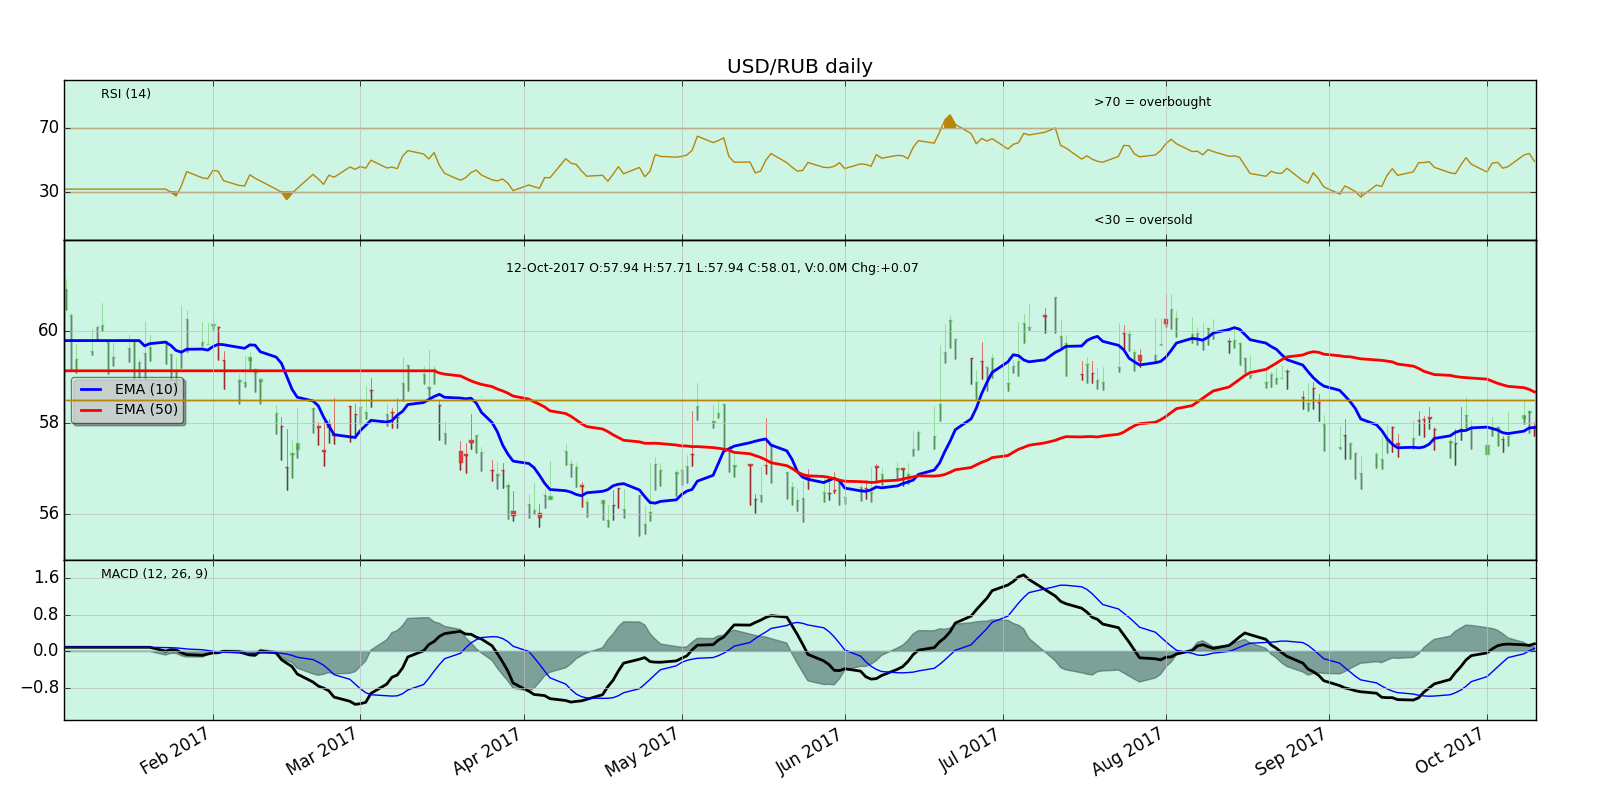 USD/RUB daily
RSI (14)
>70 = overbought
70
30
<30 = oversold
12-Oct-2017 O:57.94 H:57.71 L:57.94 C:58.01, V:0.0M Chg:+0.07
60
EMA (10)
EMA (50)
58
56
MACD (12, 26, 9)
1.6
0.8
0.0
−0.8
Feb 2017
Mar 2017
Apr 2017
May 2017
Jun 2017
Jul 2017
Aug 2017
Sep 2017
Oct 2017